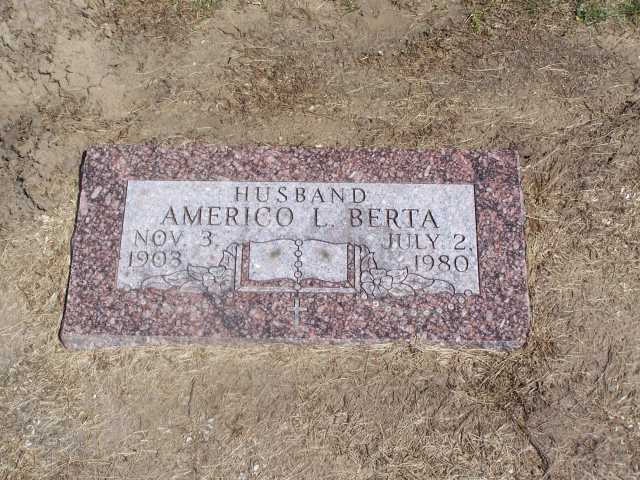 HUSBAND
AMERICO L. BERTA
NOV. 3, JULY 2,
1903 1980